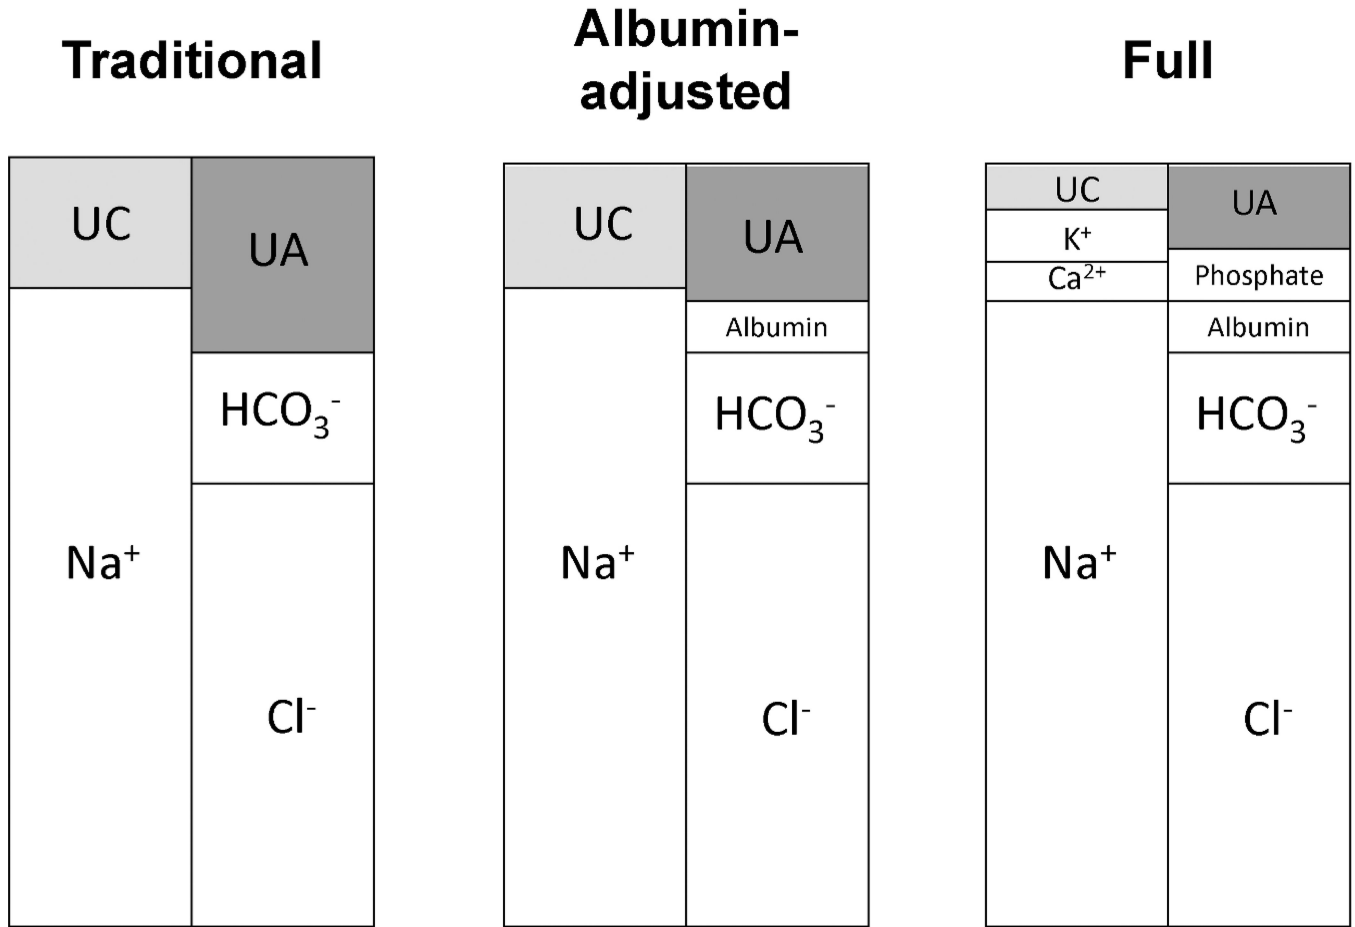 Traditional
Albumin-
adjusted
Full
UC
UA
HCO₃⁻
Na⁺
Cl⁻
UC
UA
Albumin
HCO₃⁻
Na⁺
Cl⁻
UC
UA
K⁺
Ca²⁺
Phosphate
Albumin
HCO₃⁻
Na⁺
Cl⁻